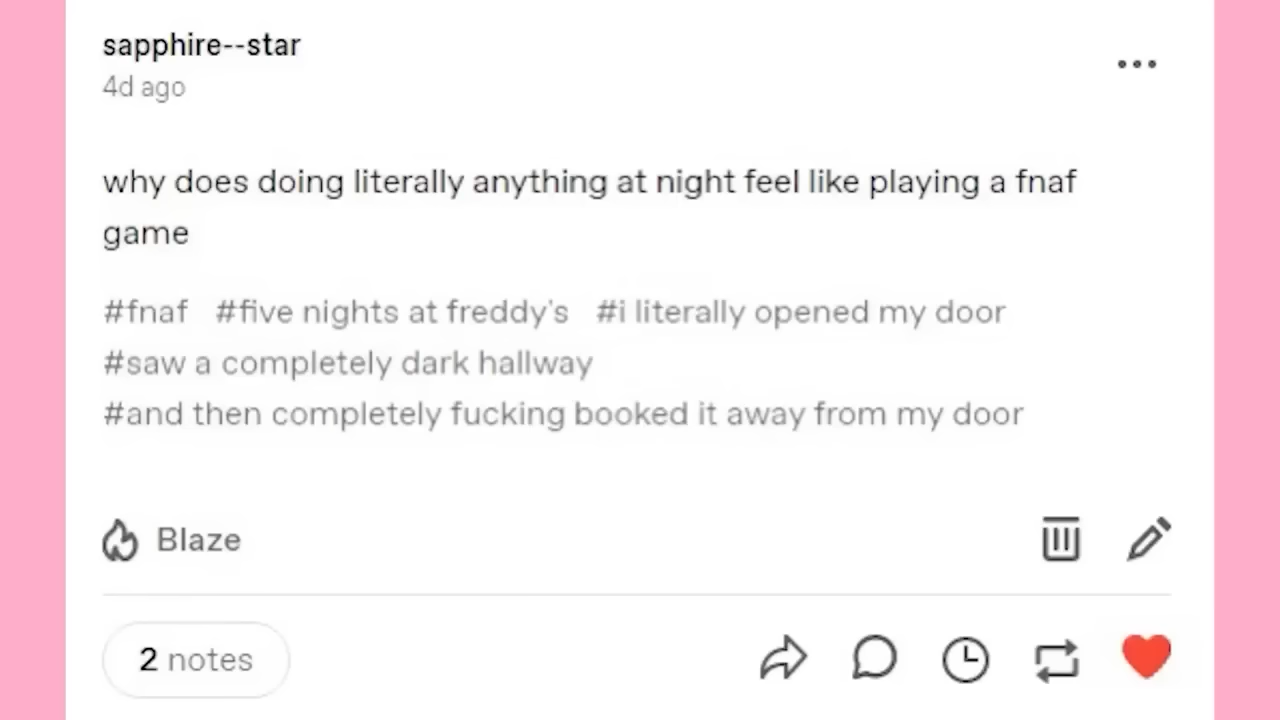 sapphire--star
4d ago
why does doing literally anything at night feel like playing a fnaf
game
#fnaf #five nights at freddy's #i literally opened my door
#saw a completely dark hallway
#and then completely fucking booked it away from my door
Blaze
2 notes